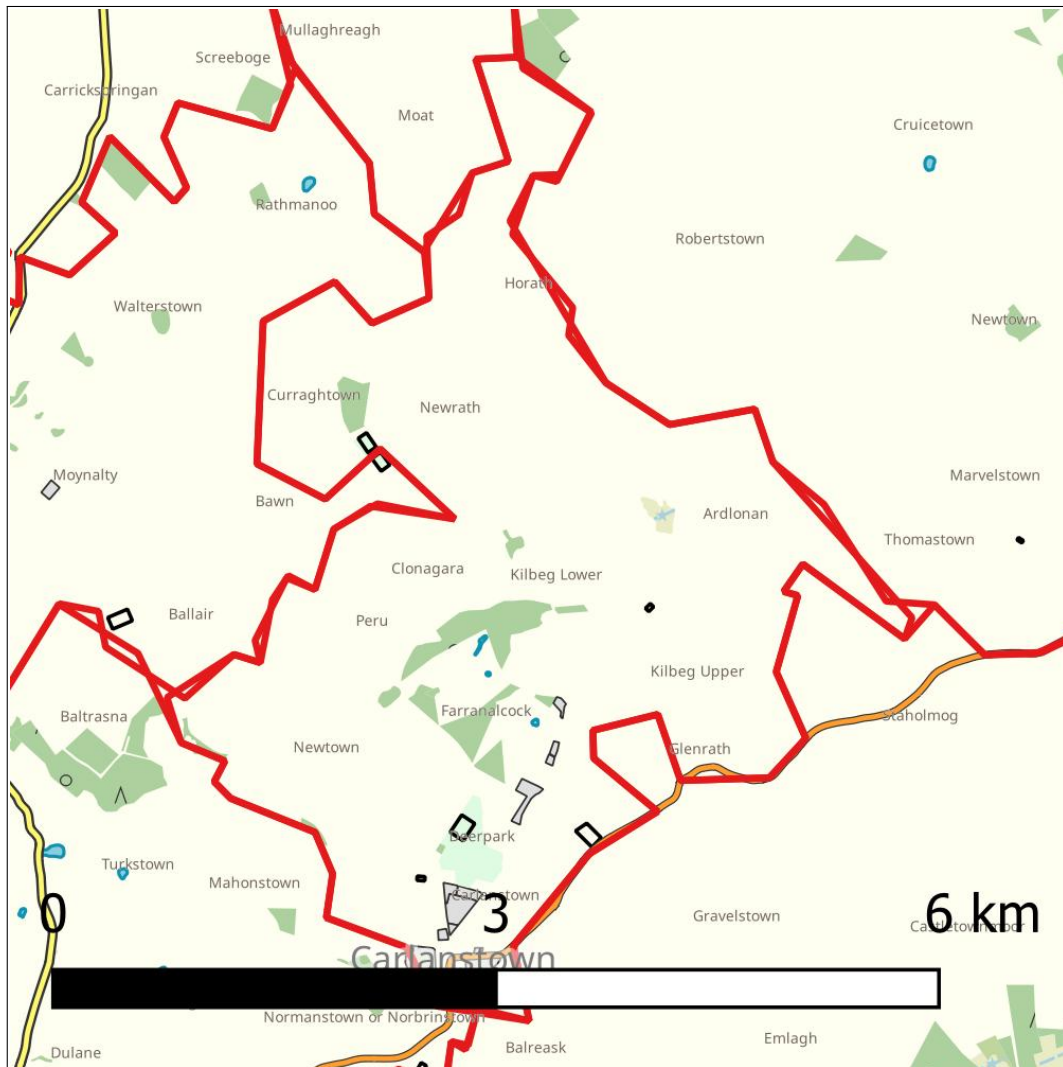 Mullaghreagh
Screeboge
Carrickspringan
Moat
Cruicetown
Rathmanoo
Robertstown
Horath
Walterstown
Newtown
Curraghtown
Newrath
Moynalty
Marvelstown
Bawn
Ardlonan
Thomastown
Clonagara
Kilbeg Lower
Ballair
Peru
Kilbeg Upper
Baltrasna
Farranalcock
Staholmog
Newtown
Glenrath
Deerpark
Turkstown
Mahonstown
Carlanstown
0 3 6 km
Gravelstown
Castletownmoor
Carlanstown
Normanstown or Norbrinstown
Emlagh
Balreask
Dulane